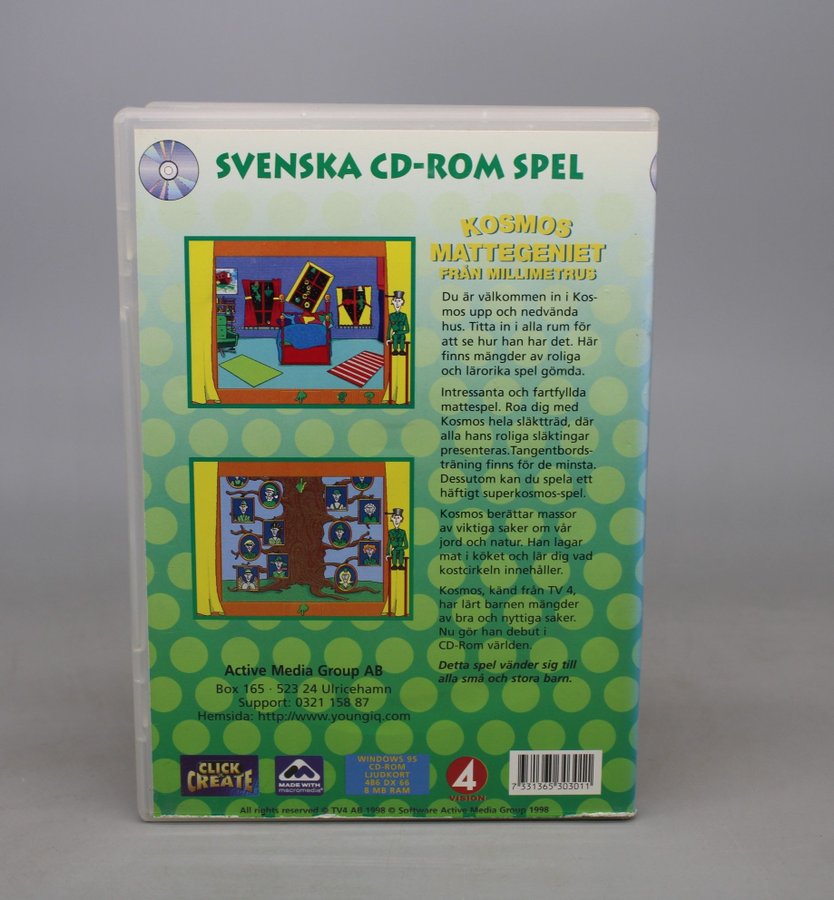 SVENSKA CD-ROM SPEL
KOSMOS
MATTEGENIET
FRÅN MILLIMETRUS
Du är välkommen in i Kos-
mos upp och nedvända
hus. Titta in i alla rum för
att se hur han har det. Här
finns mängder av roliga
och lärorika spel gömda.
Intressanta och fartfyllda
mattespel. Roa dig med
Kosmos hela släktträd, där
alla hans roliga släktingar
presenteras.Tangentbords-
träning finns för de minsta.
Dessutom kan du spela ett
häftigt superkosmos-spel.
Kosmos berättar massor
av viktiga saker om vår
jord och natur. Han lagar
mat i köket och lär dig vad
kostcirkeln innehåller.
Kosmos, känd från TV 4,
har lärt barnen mängder
av bra och nyttiga saker.
Nu gör han debut i
CD-Rom världen.
Detta spel vänder sig till
alla små och stora barn.
Active Media Group AB
Box 165 · 523 24 Ulricehamn
Support: 0321 158 87
Hemsida: http://www.youngiq.com
CLICK
&
CREATE
MADE WITH
macromedia
WINDOWS 95
CD-ROM
LJUDKORT
486 DX 66
8 MB RAM
4
VISION
7 331365 303011
All rights reserved © TV4 AB 1998 © Software Active Media Group 1998